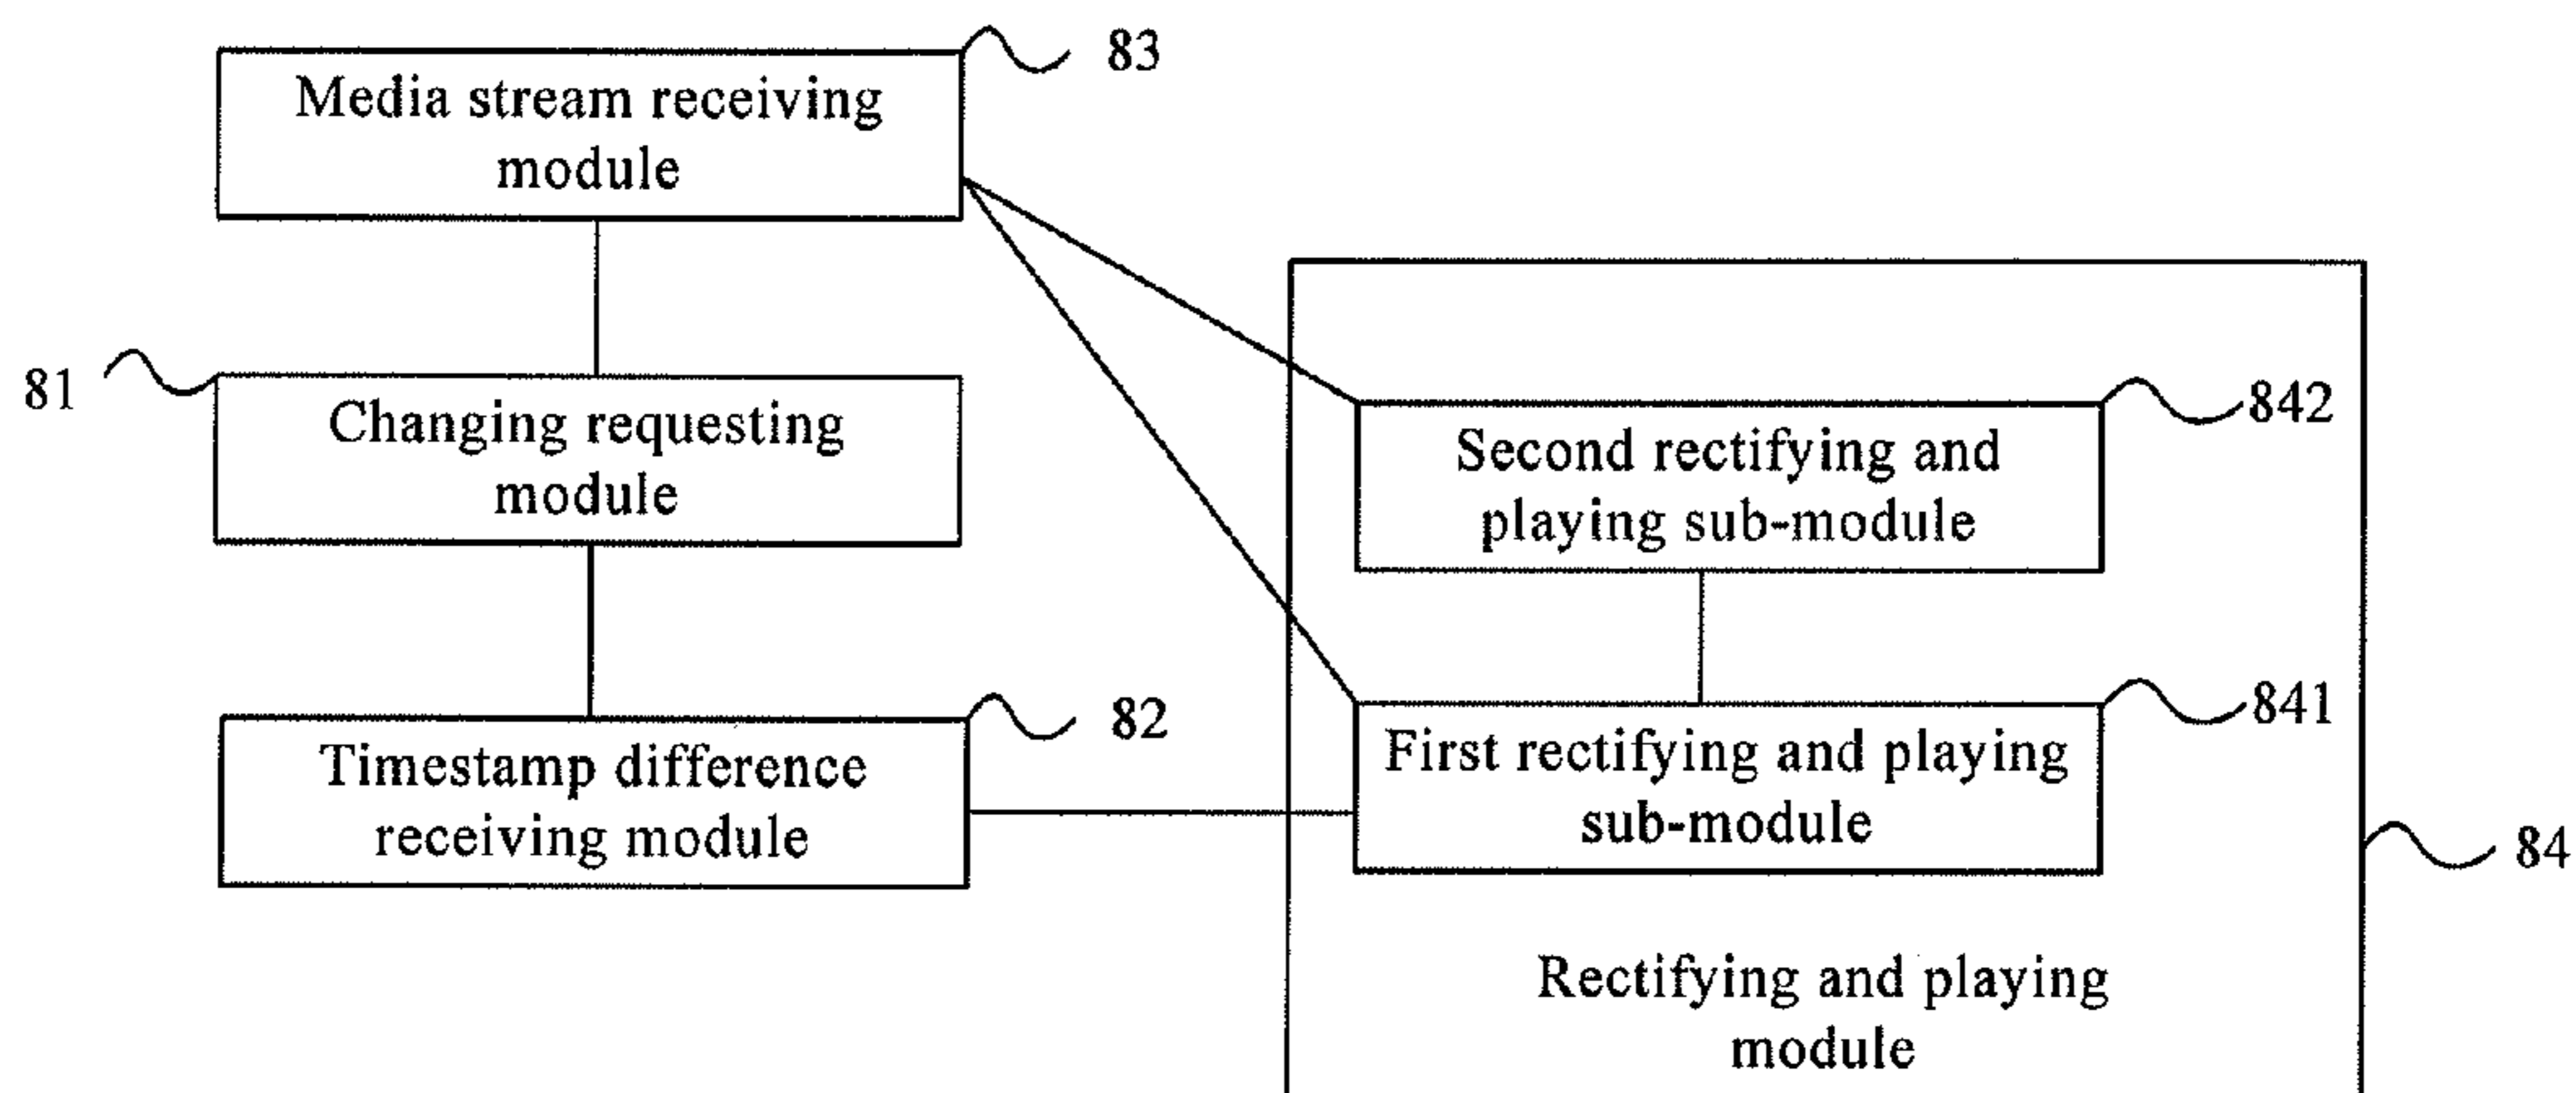 83
Media stream receiving
module
81
Changing requesting
module
842
Second rectifying and
playing sub-module
82
Timestamp difference
receiving module
841
First rectifying and playing
sub-module
84
Rectifying and playing
module